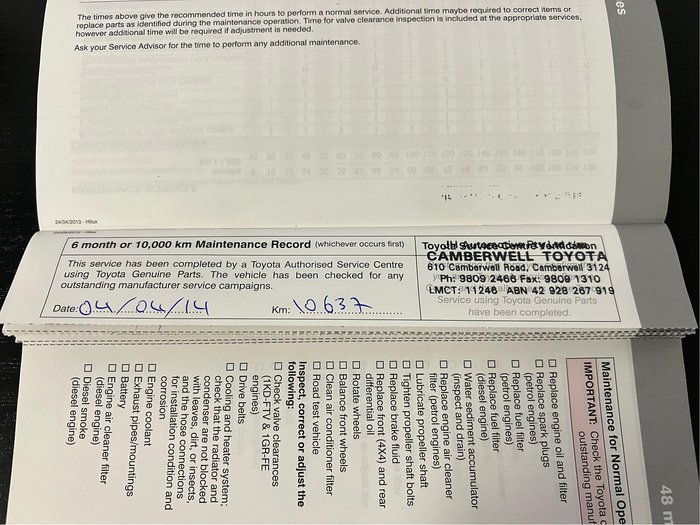 The times above give the recommended time in hours to perform a normal service. Additional time maybe required to correct items or
replace parts as identified during the maintenance operation. Time for valve clearance inspection is included at the appropriate services,
however additional time will be required if adjustment is needed.
Ask your Service Advisor for the time to perform any additional maintenance.
es
24/04/2013 - Hilux
6 month or 10,000 km Maintenance Record (whichever occurs first)
This service has been completed by a Toyota Authorised Service Centre
using Toyota Genuine Parts. The vehicle has been checked for any
outstanding manufacturer service campaigns.
Date: 04/04/14 Km: 10637
Toyota Service Centre Verification
CAMBERWELL TOYOTA
610 Camberwell Road, Camberwell 3124
Ph: 9809 2466 Fax: 9809 1310
LMCT: 11246 ABN 42 928 267 919
Service using Toyota Genuine Parts
have been completed.
48 m
Maintenance for Normal Ope
IMPORTANT: Check the Toyota
outstanding manu
Replace engine oil and filter
Replace spark plugs
(petrol engines)
Replace fuel filter
(petrol engines)
Replace fuel filter
(diesel engine)
Water sediment accumulator
(inspect and drain)
Replace engine air cleaner
filter (petrol engines)
Lubricate propeller shaft
Tighten propeller shaft bolts
Replace brake fluid
Replace front (4X4) and rear
differential oil
Rotate wheels
Balance front wheels
Clean air conditioner filter
Road test vehicle
Inspect, correct or adjust the
following:
Check valve clearances
(1KD-FTV & 1GR-FE
engines)
Drive belts
Cooling and heater system;
check that the radiator and
condenser are not blocked
with leaves, dirt, or insects,
and the hose connections
for installation condition and
corrosion
Engine coolant
Exhaust pipes/mountings
Battery
Engine air cleaner filter
(diesel engine)
Diesel smoke
(diesel engine)